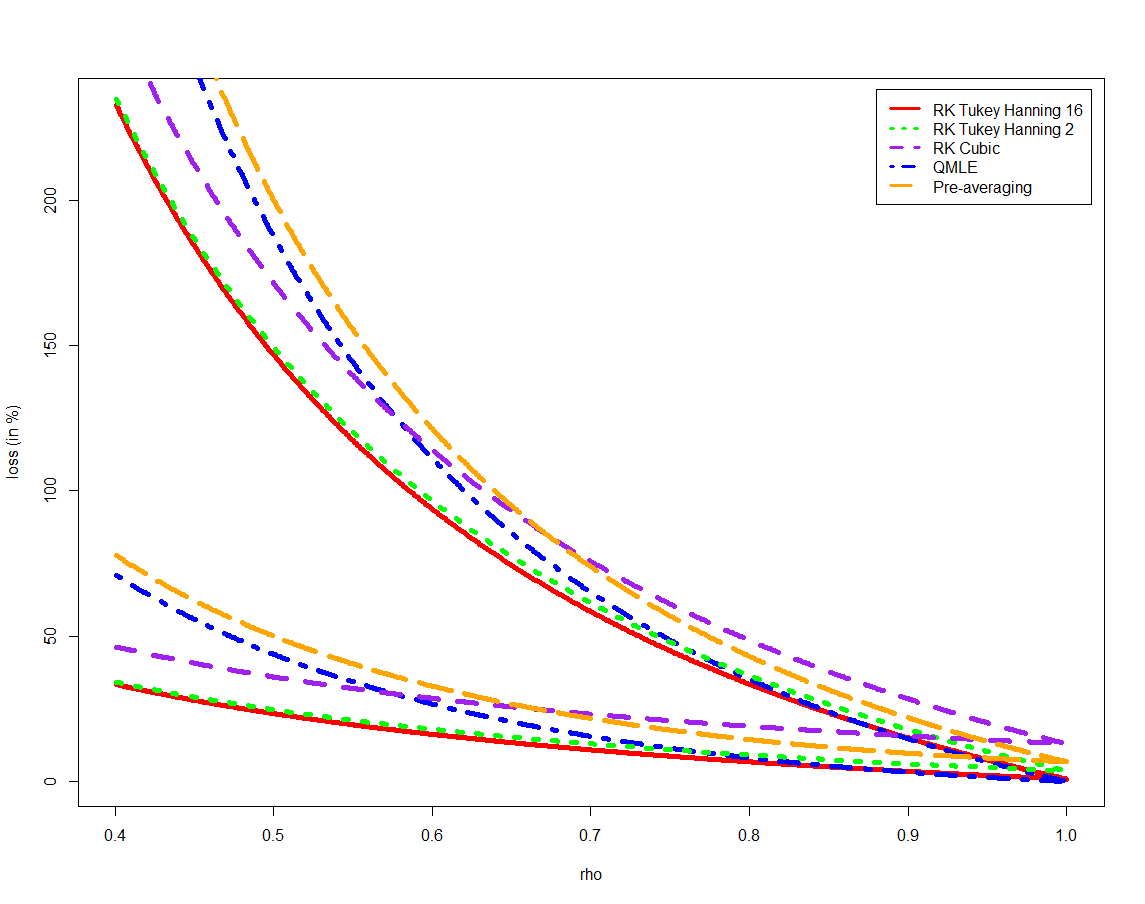 RK Tukey Hanning 16
RK Tukey Hanning 2
RK Cubic
QMLE
Pre-averaging
200
150
100
50
0
loss (in %)
0.4 0.5 0.6 0.7 0.8 0.9 1.0
rho